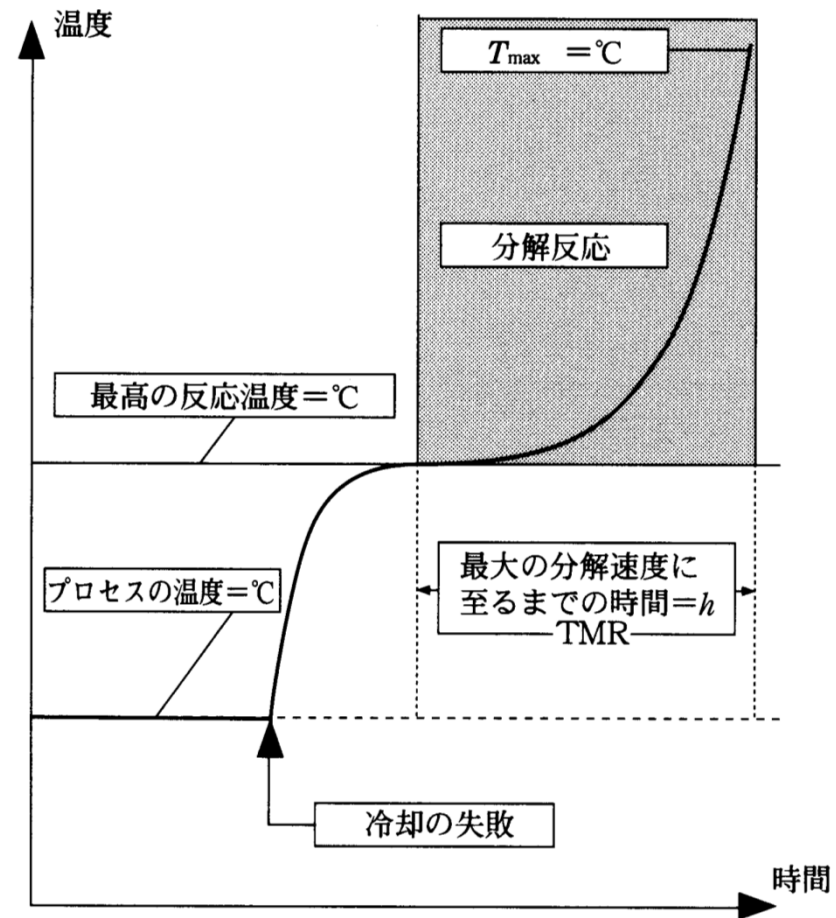 温度
Tmax =℃
分解反応
最高の反応温度=℃
プロセスの温度=℃
最大の分解速度に
至るまでの時間=h
TMR
冷却の失敗
時間